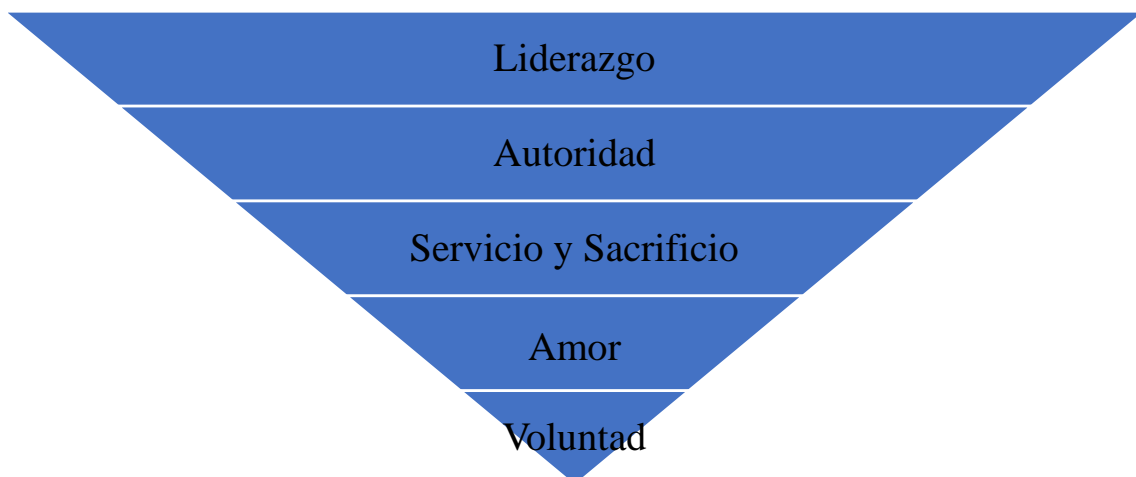 Liderazgo
Autoridad
Servicio y Sacrificio
Amor
Voluntad